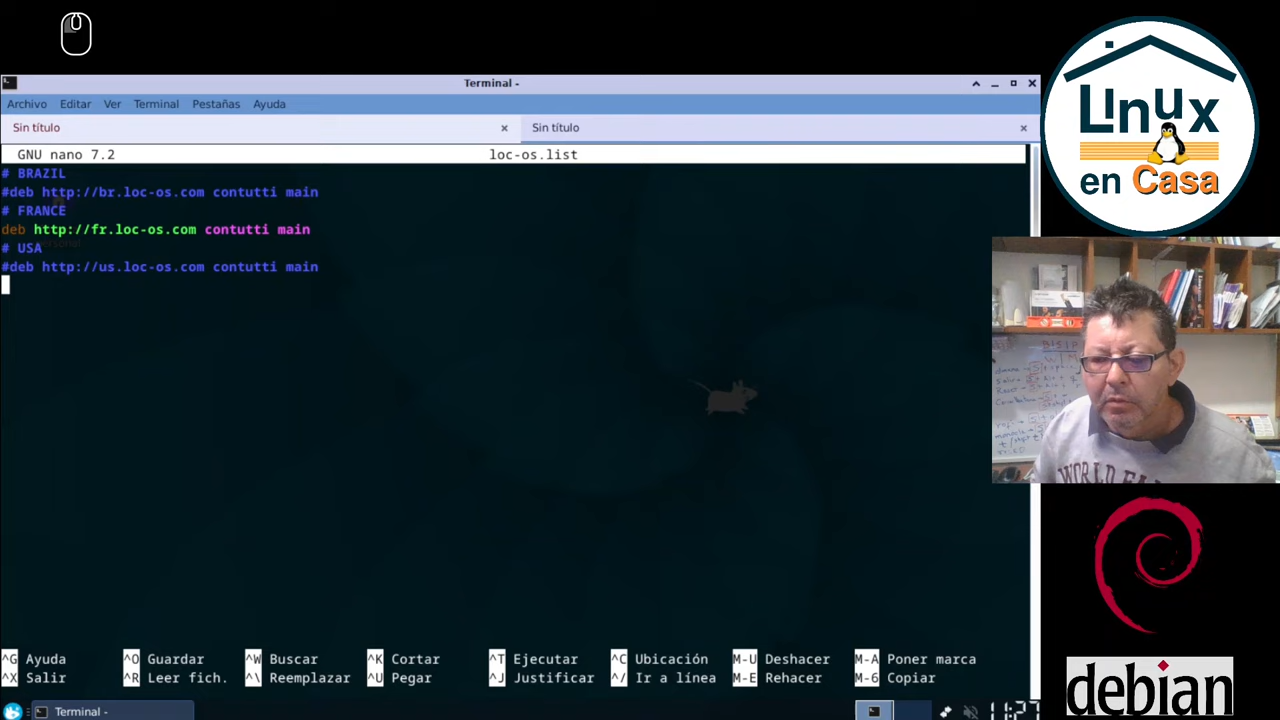 Terminal -
Archivo Editar Ver Terminal Pestañas Ayuda
Sin título
Sin título
GNU nano 7.2 loc-os.list
# BRAZIL
#deb http://br.loc-os.com contutti main
# FRANCE
deb http://fr.loc-os.com contutti main
# USA
#deb http://us.loc-os.com contutti main
^G Ayuda ^O Guardar ^W Buscar ^K Cortar ^T Ejecutar ^C Ubicación M-U Deshacer M-A Poner marca
^X Salir ^R Leer fich. ^\ Reemplazar ^U Pegar ^J Justificar ^/ Ir a línea M-E Rehacer M-6 Copiar
Terminal -
11:27
Linux
en Casa
WORLD
debian